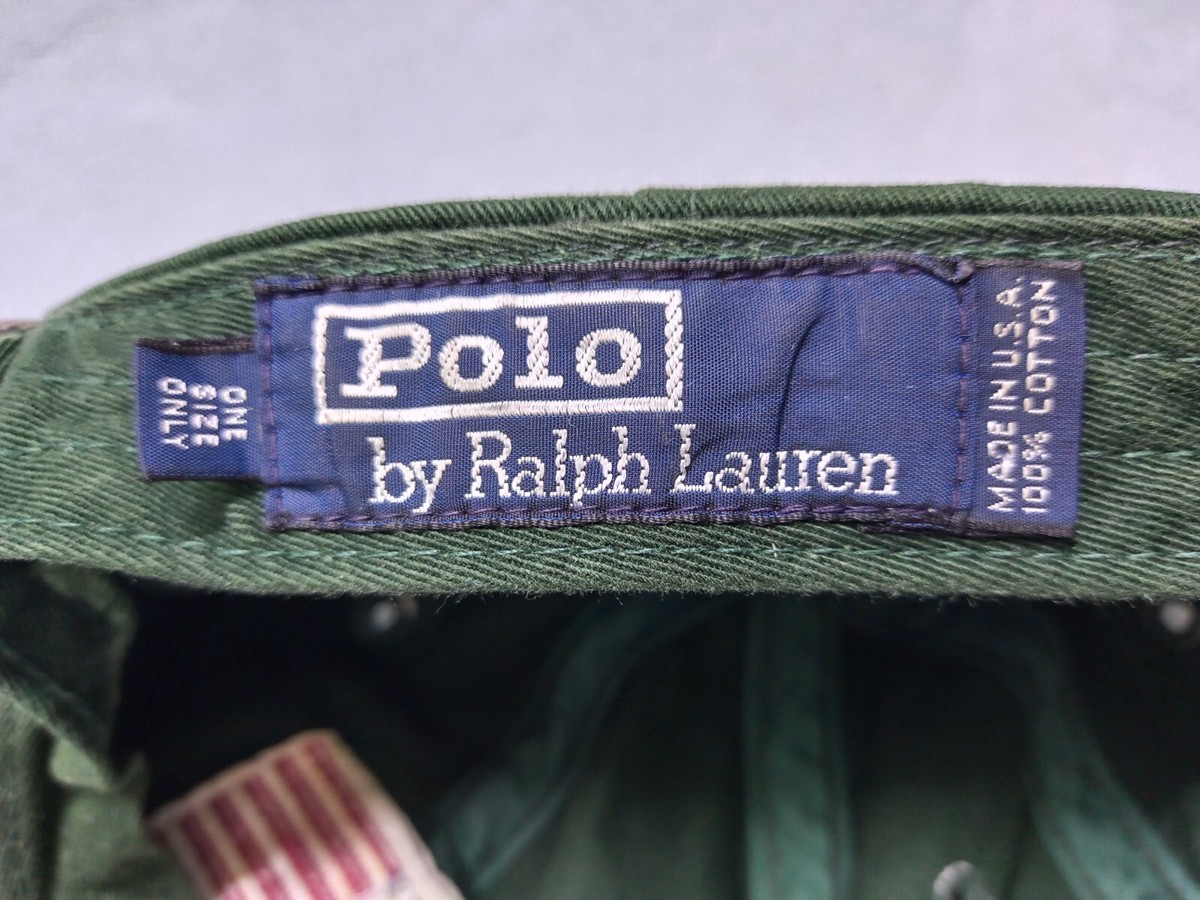 Polo
by Ralph Lauren
ONE
SIZE
ONLY
MADE IN U.S.A.
100% COTTON